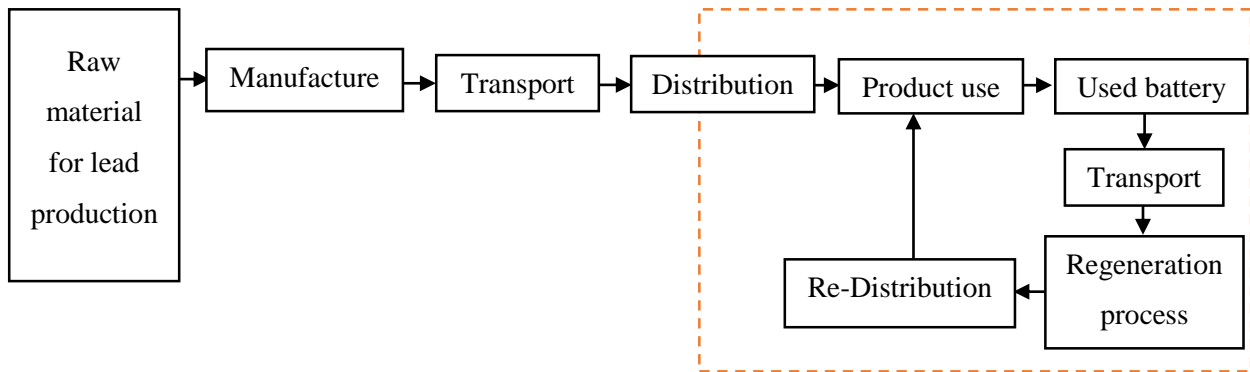 Raw
material
for lead
production
Manufacture
Transport
Distribution
Product use
Used battery
Transport
Regeneration
process
Re-Distribution